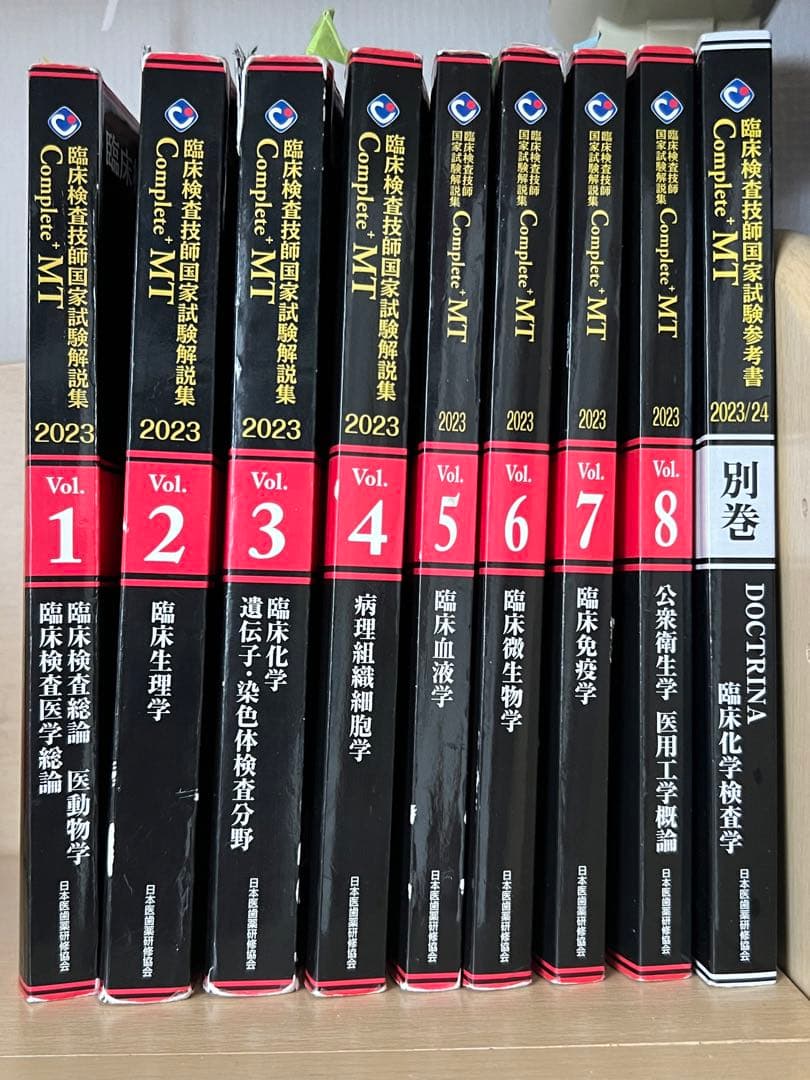 臨床検査技師国家試験解説集
Complete+MT
2023
Vol.
1
臨床検査総論 医動物学
臨床検査医学総論
日本医歯薬研修協会
臨床
臨床検査技師国家試験解説集
Complete+MT
2023
Vol.
2
臨床生理学
日本医歯薬研修協会
臨床検査技師国家試験解説集
Complete+MT
2023
Vol.
3
臨床化学
遺伝子・染色体検査分野
日本医歯薬研修協会
臨床検査技師国家試験解説集
Complete+MT
2023
Vol.
4
病理組織細胞学
日本医歯薬研修協会
臨床検査技師
国家試験解説集
Complete+MT
2023
Vol.
5
臨床血液学
日本医歯薬研修協会
臨床検査技師
国家試験解説集
Complete+MT
2023
Vol.
6
臨床微生物学
日本医歯薬研修協会
臨床検査技師
国家試験解説集
Complete+MT
2023
Vol.
7
臨床免疫学
日本医歯薬研修協会
臨床検査技師
国家試験解説集
Complete+MT
2023
Vol.
8
公衆衛生学 医用工学概論
日本医歯薬研修協会
臨床検査技師国家試験参考書
Complete+MT
2023/24
別巻
DOCTRINA
臨床化学検査学
日本医歯薬研修協会